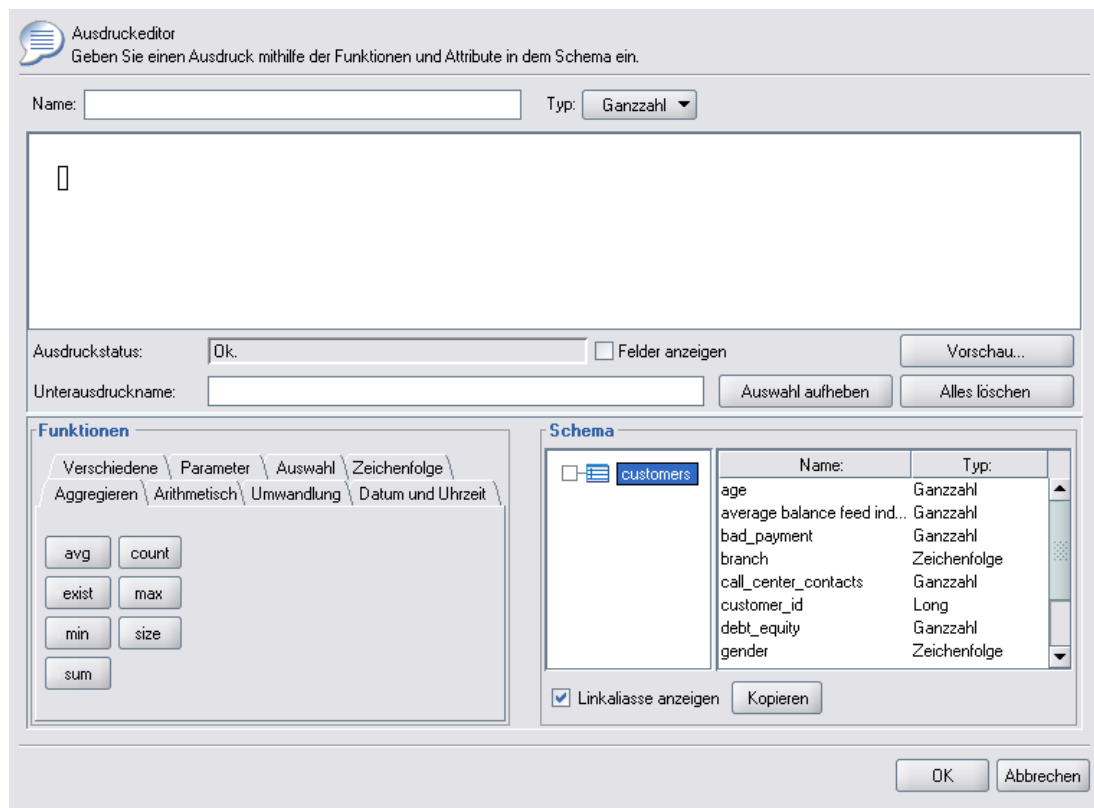 Ausdruckeditor
Geben Sie einen Ausdruck mithilfe der Funktionen und Attribute in dem Schema ein.
Name: Typ: Ganzzahl
Ausdruckstatus: Ok. Felder anzeigen Vorschau...
Unterausdruckname: Auswahl aufheben Alles löschen
Funktionen
Verschiedene Parameter Auswahl Zeichenfolge
Aggregieren Arithmetisch Umwandlung Datum und Uhrzeit
avg count
exist max
min size
sum
Schema
customers
Name: Typ:
age Ganzzahl
average balance feed ind... Ganzzahl
bad_payment Ganzzahl
branch Zeichenfolge
call_center_contacts Ganzzahl
customer_id Long
debt_equity Ganzzahl
gender Zeichenfolge
Linkaliasse anzeigen Kopieren
OK Abbrechen